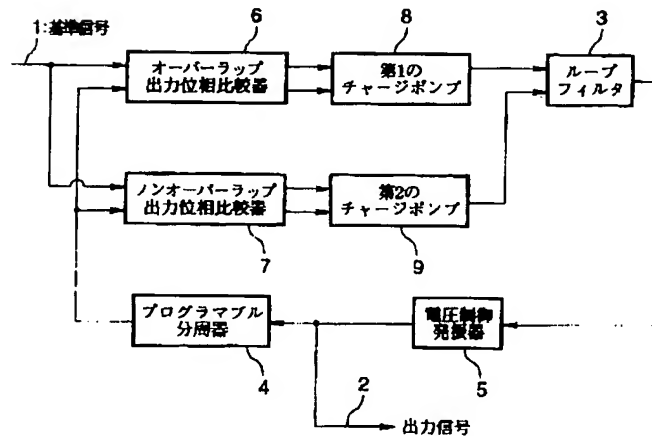 1:基準信号
6
オーバーラップ
出力位相比較器
8
第1の
チャージポンプ
3
ループ
フィルタ
ノンオーバーラップ
出力位相比較器
7
第2の
チャージポンプ
9
プログラマブル
分周器
4
電圧制御
発振器
5
2
出力信号